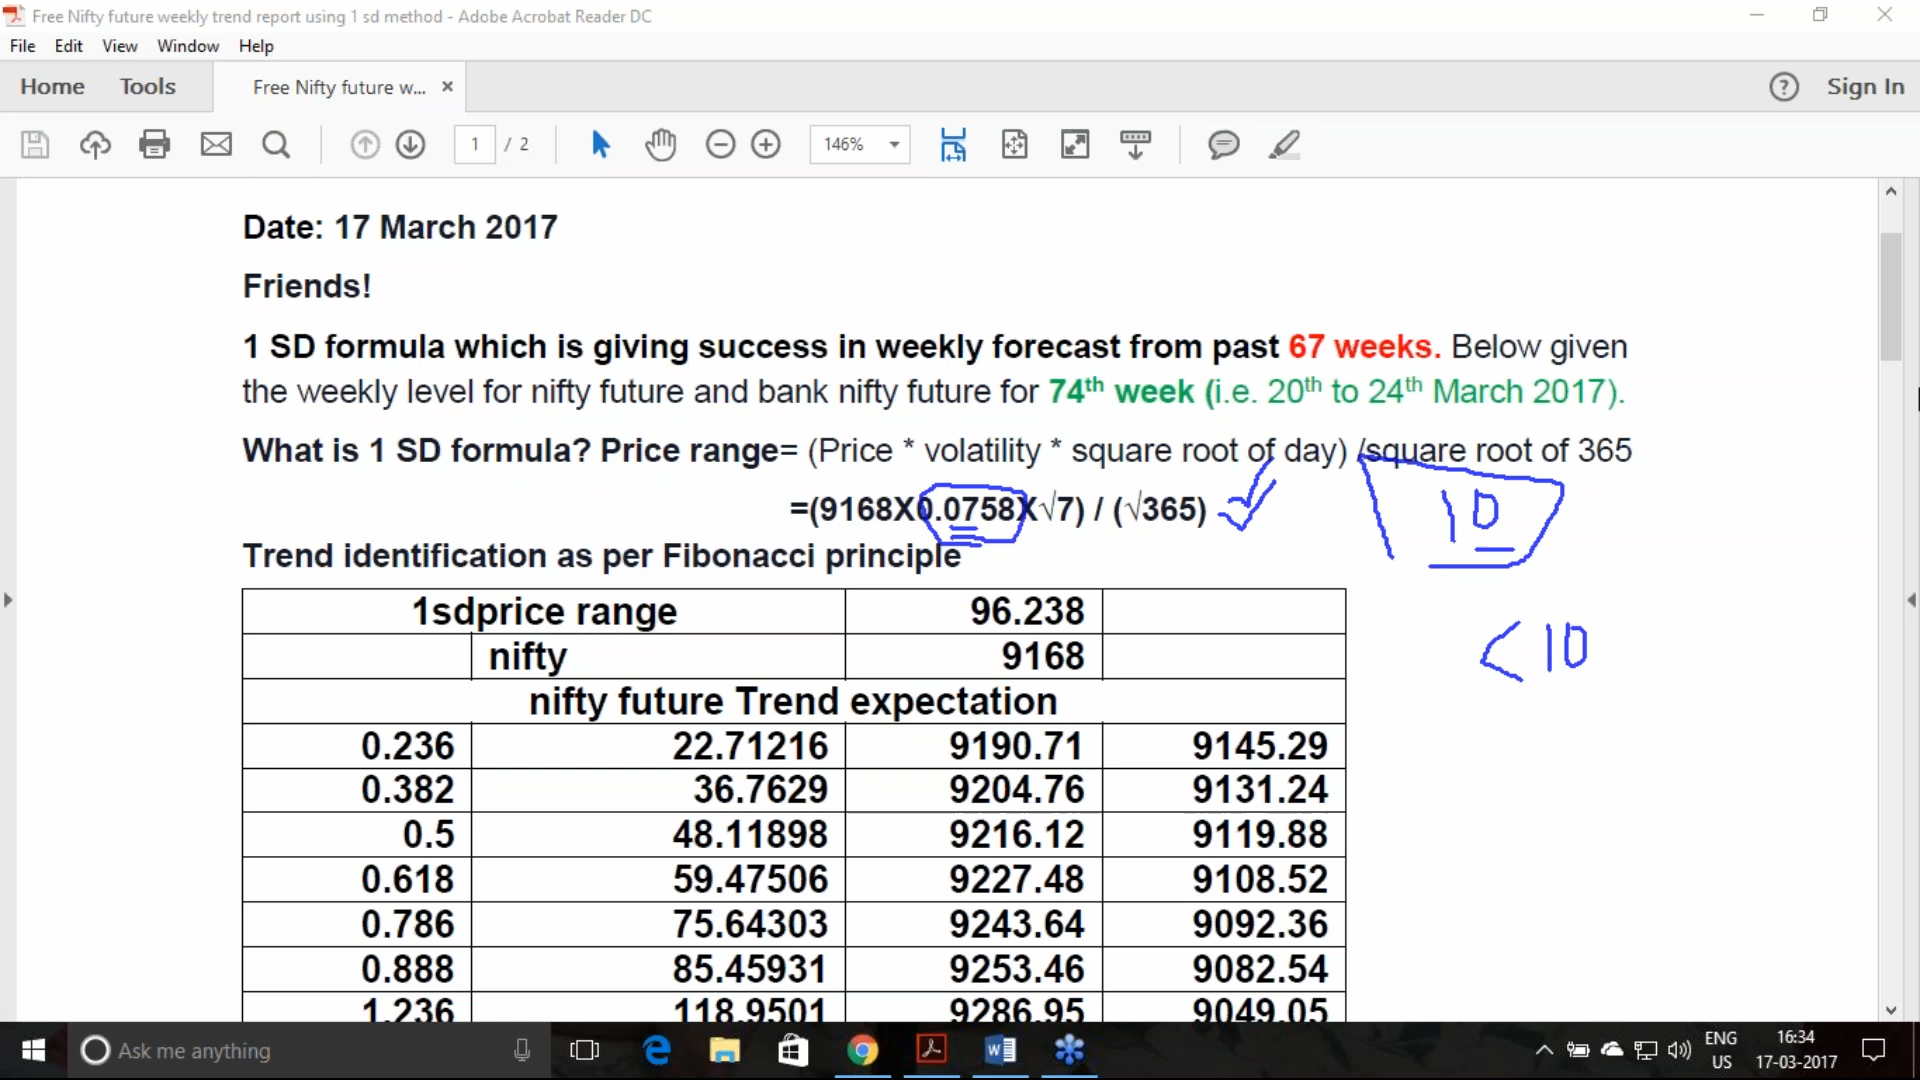 Free Nifty future weekly trend report using 1 sd method - Adobe Acrobat Reader DC
File Edit View Window Help
Home Tools Free Nifty future w... × ? Sign In
1 / 2 146%
Date: 17 March 2017
Friends!
1 SD formula which is giving success in weekly forecast from past 67 weeks. Below given
the weekly level for nifty future and bank nifty future for 74th week (i.e. 20th to 24th March 2017).
What is 1 SD formula? Price range= (Price * volatility * square root of day) /square root of 365
=(9168X0.0758X√7) / (√365) 10
Trend identification as per Fibonacci principle
1sdprice range 96.238
nifty 9168 <10
nifty future Trend expectation
0.236 22.71216 9190.71 9145.29
0.382 36.7629 9204.76 9131.24
0.5 48.11898 9216.12 9119.88
0.618 59.47506 9227.48 9108.52
0.786 75.64303 9243.64 9092.36
0.888 85.45931 9253.46 9082.54
1.236 118.9501 9286.95 9049.05
Ask me anything ENG 16:34
US 17-03-2017